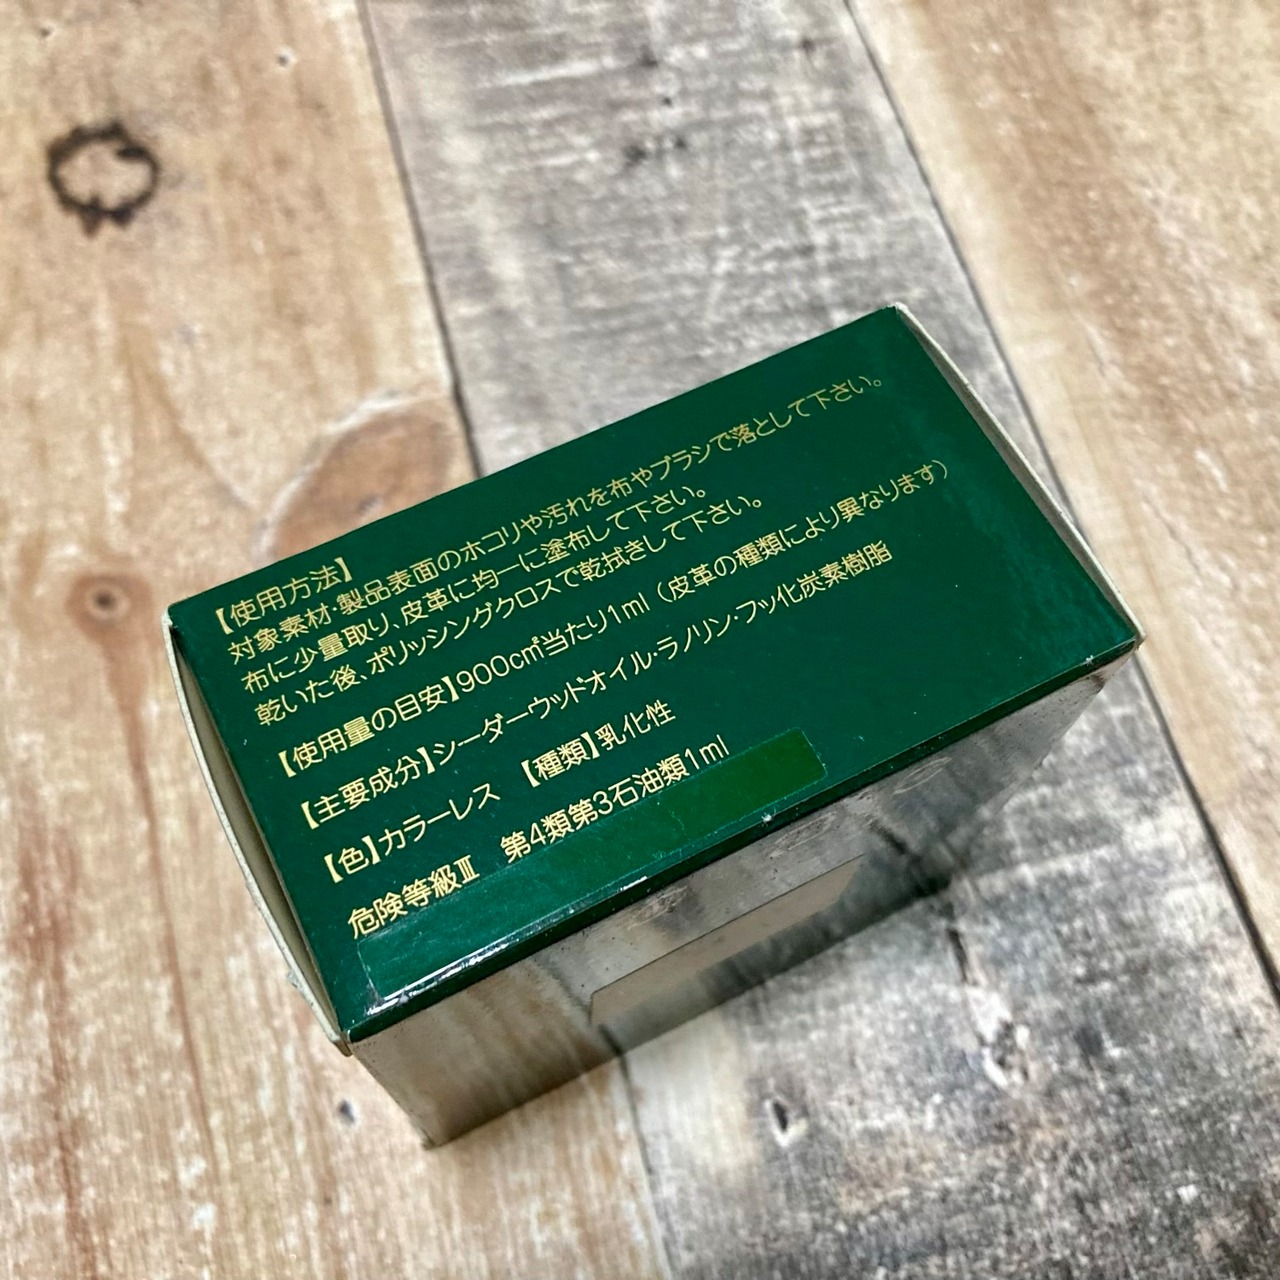 【使用方法】
対象素材・製品表面のホコリや汚れを布やブラシで落として下さい。
布に少量取り、皮革に均一に塗布して下さい。
乾いた後、ポリッシングクロスで乾拭きして下さい。
【使用量の目安】900c㎡当たり1ml（皮革の種類により異なります）
【主要成分】シーダーウッドオイル・ラノリン・フッ化炭素樹脂
【色】カラーレス　【種類】乳化性
危険等級Ⅲ　第4類第3石油類1ml